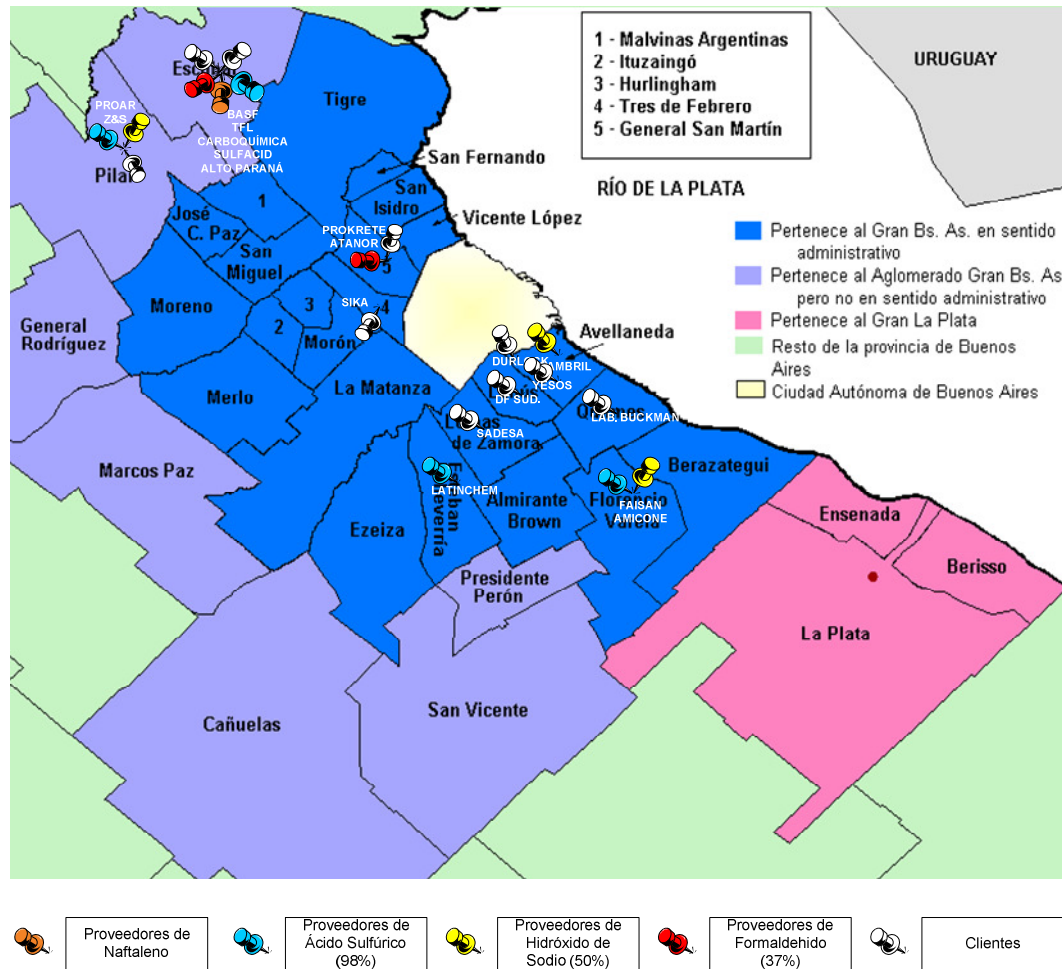 1 - Malvinas Argentinas
2 - Ituzaingó
3 - Hurlingham
4 - Tres de Febrero
5 - General San Martín
URUGUAY
RÍO DE LA PLATA
Pertenece al Gran Bs. As. en sentido
administrativo
Pertenece al Aglomerado Gran Bs. As
pero no en sentido administrativo
Pertenece al Gran La Plata
Resto de la provincia de Buenos
Aires
Ciudad Autónoma de Buenos Aires
Tigre
PROAR
Z&S
BASF
TFL
CARBOQUÍMICA
SULFACID
ALTO PARANÁ
San Fernando
San
Isidro
Vicente López
1
José
C. Paz
San
Miguel
PROKRETE
ATANOR
5
Moreno
3
2
SIKA
4
Morón
General
Rodríguez
Merlo
La Matanza
Avellaneda
YESOS
DF SUD.
LAB. BUCKMAN
SADESA
de Zamora
Marcos Paz
LATINCHEM
Berazategui
Ezeiza
Almirante
Brown
FAISAN
AMICONE
Presidente
Perón
Ensenada
Berisso
La Plata
Cañuelas
San Vicente
Proveedores de
Naftaleno
Proveedores de
Ácido Sulfúrico
(98%)
Proveedores de
Hidróxido de
Sodio (50%)
Proveedores de
Formaldehido
(37%)
Clientes